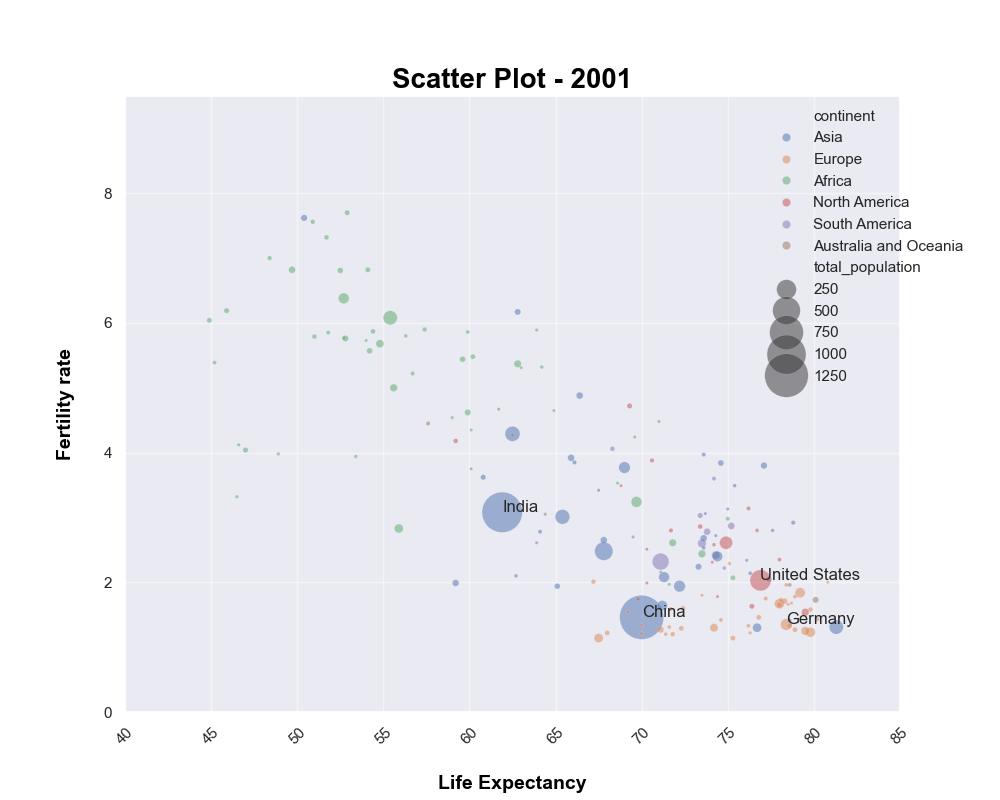 Scatter Plot - 2001
continent
Asia
Europe
Africa
North America
South America
Australia and Oceania
total_population
250
500
750
1000
1250
8
6
4
2
0
Fertility rate
India
United States
China
Germany
40 45 50 55 60 65 70 75 80 85
Life Expectancy